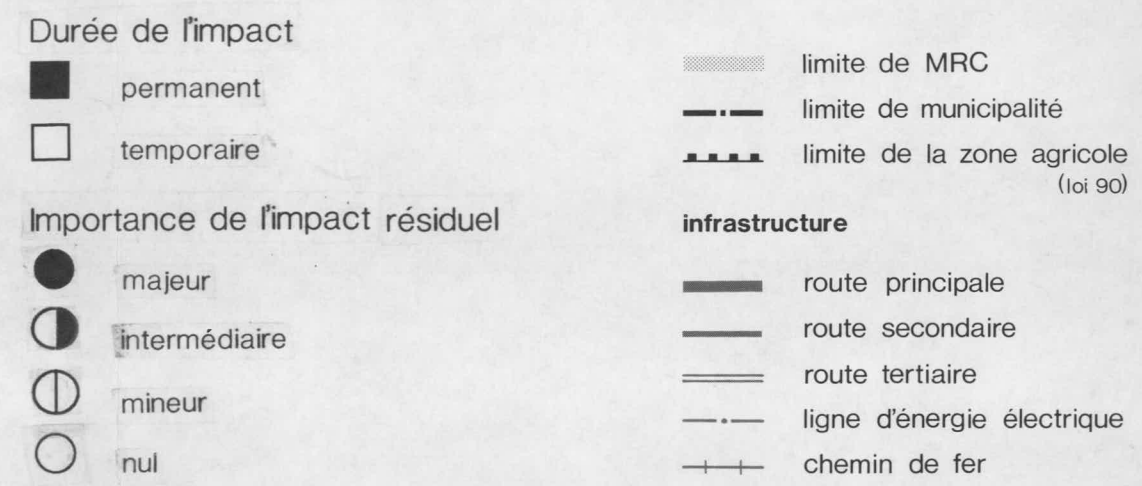 Durée de l'impact
permanent
temporaire
Importance de l'impact résiduel
majeur
intermédiaire
mineur
nul
limite de MRC
limite de municipalité
limite de la zone agricole
(loi 90)
infrastructure
route principale
route secondaire
route tertiaire
ligne d'énergie électrique
chemin de fer